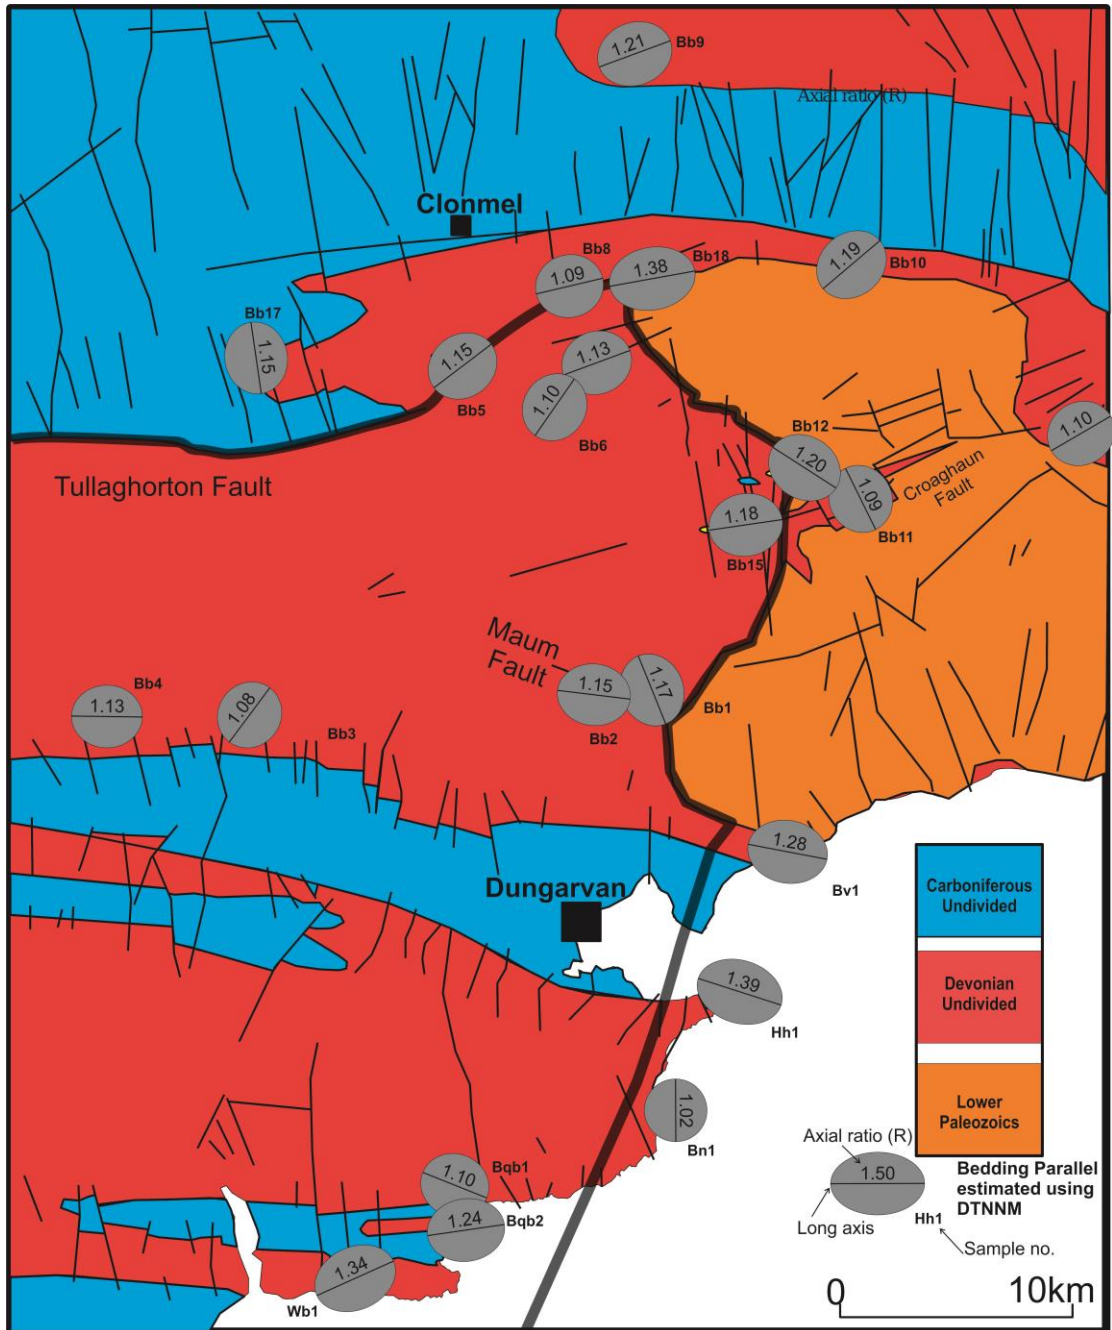 1.21
Bb9
Axial ratio (R)
Clonmel
Bb8
1.09
1.38
Bb18
1.19
Bb10
Bb17
1.15
1.15
Bb5
1.13
1.10
Bb6
1.10
Bb12
1.20
1.09
Croaghaun
Fault
Bb11
1.18
Bb15
Tullaghorton Fault
Maum
Fault
1.15
1.17
Bb1
Bb2
Bb4
1.13
1.08
Bb3
1.28
Bv1
Dungarvan
1.39
Hh1
1.02
Bn1
Bqb1
1.10
Bqb2
1.24
1.34
Wb1
Carboniferous
Undivided
Devonian
Undivided
Lower
Paleozoics
Axial ratio (R)
1.50
Long axis
Hh1
Sample no.
Bedding Parallel
estimated using
DTNNM
0 10km